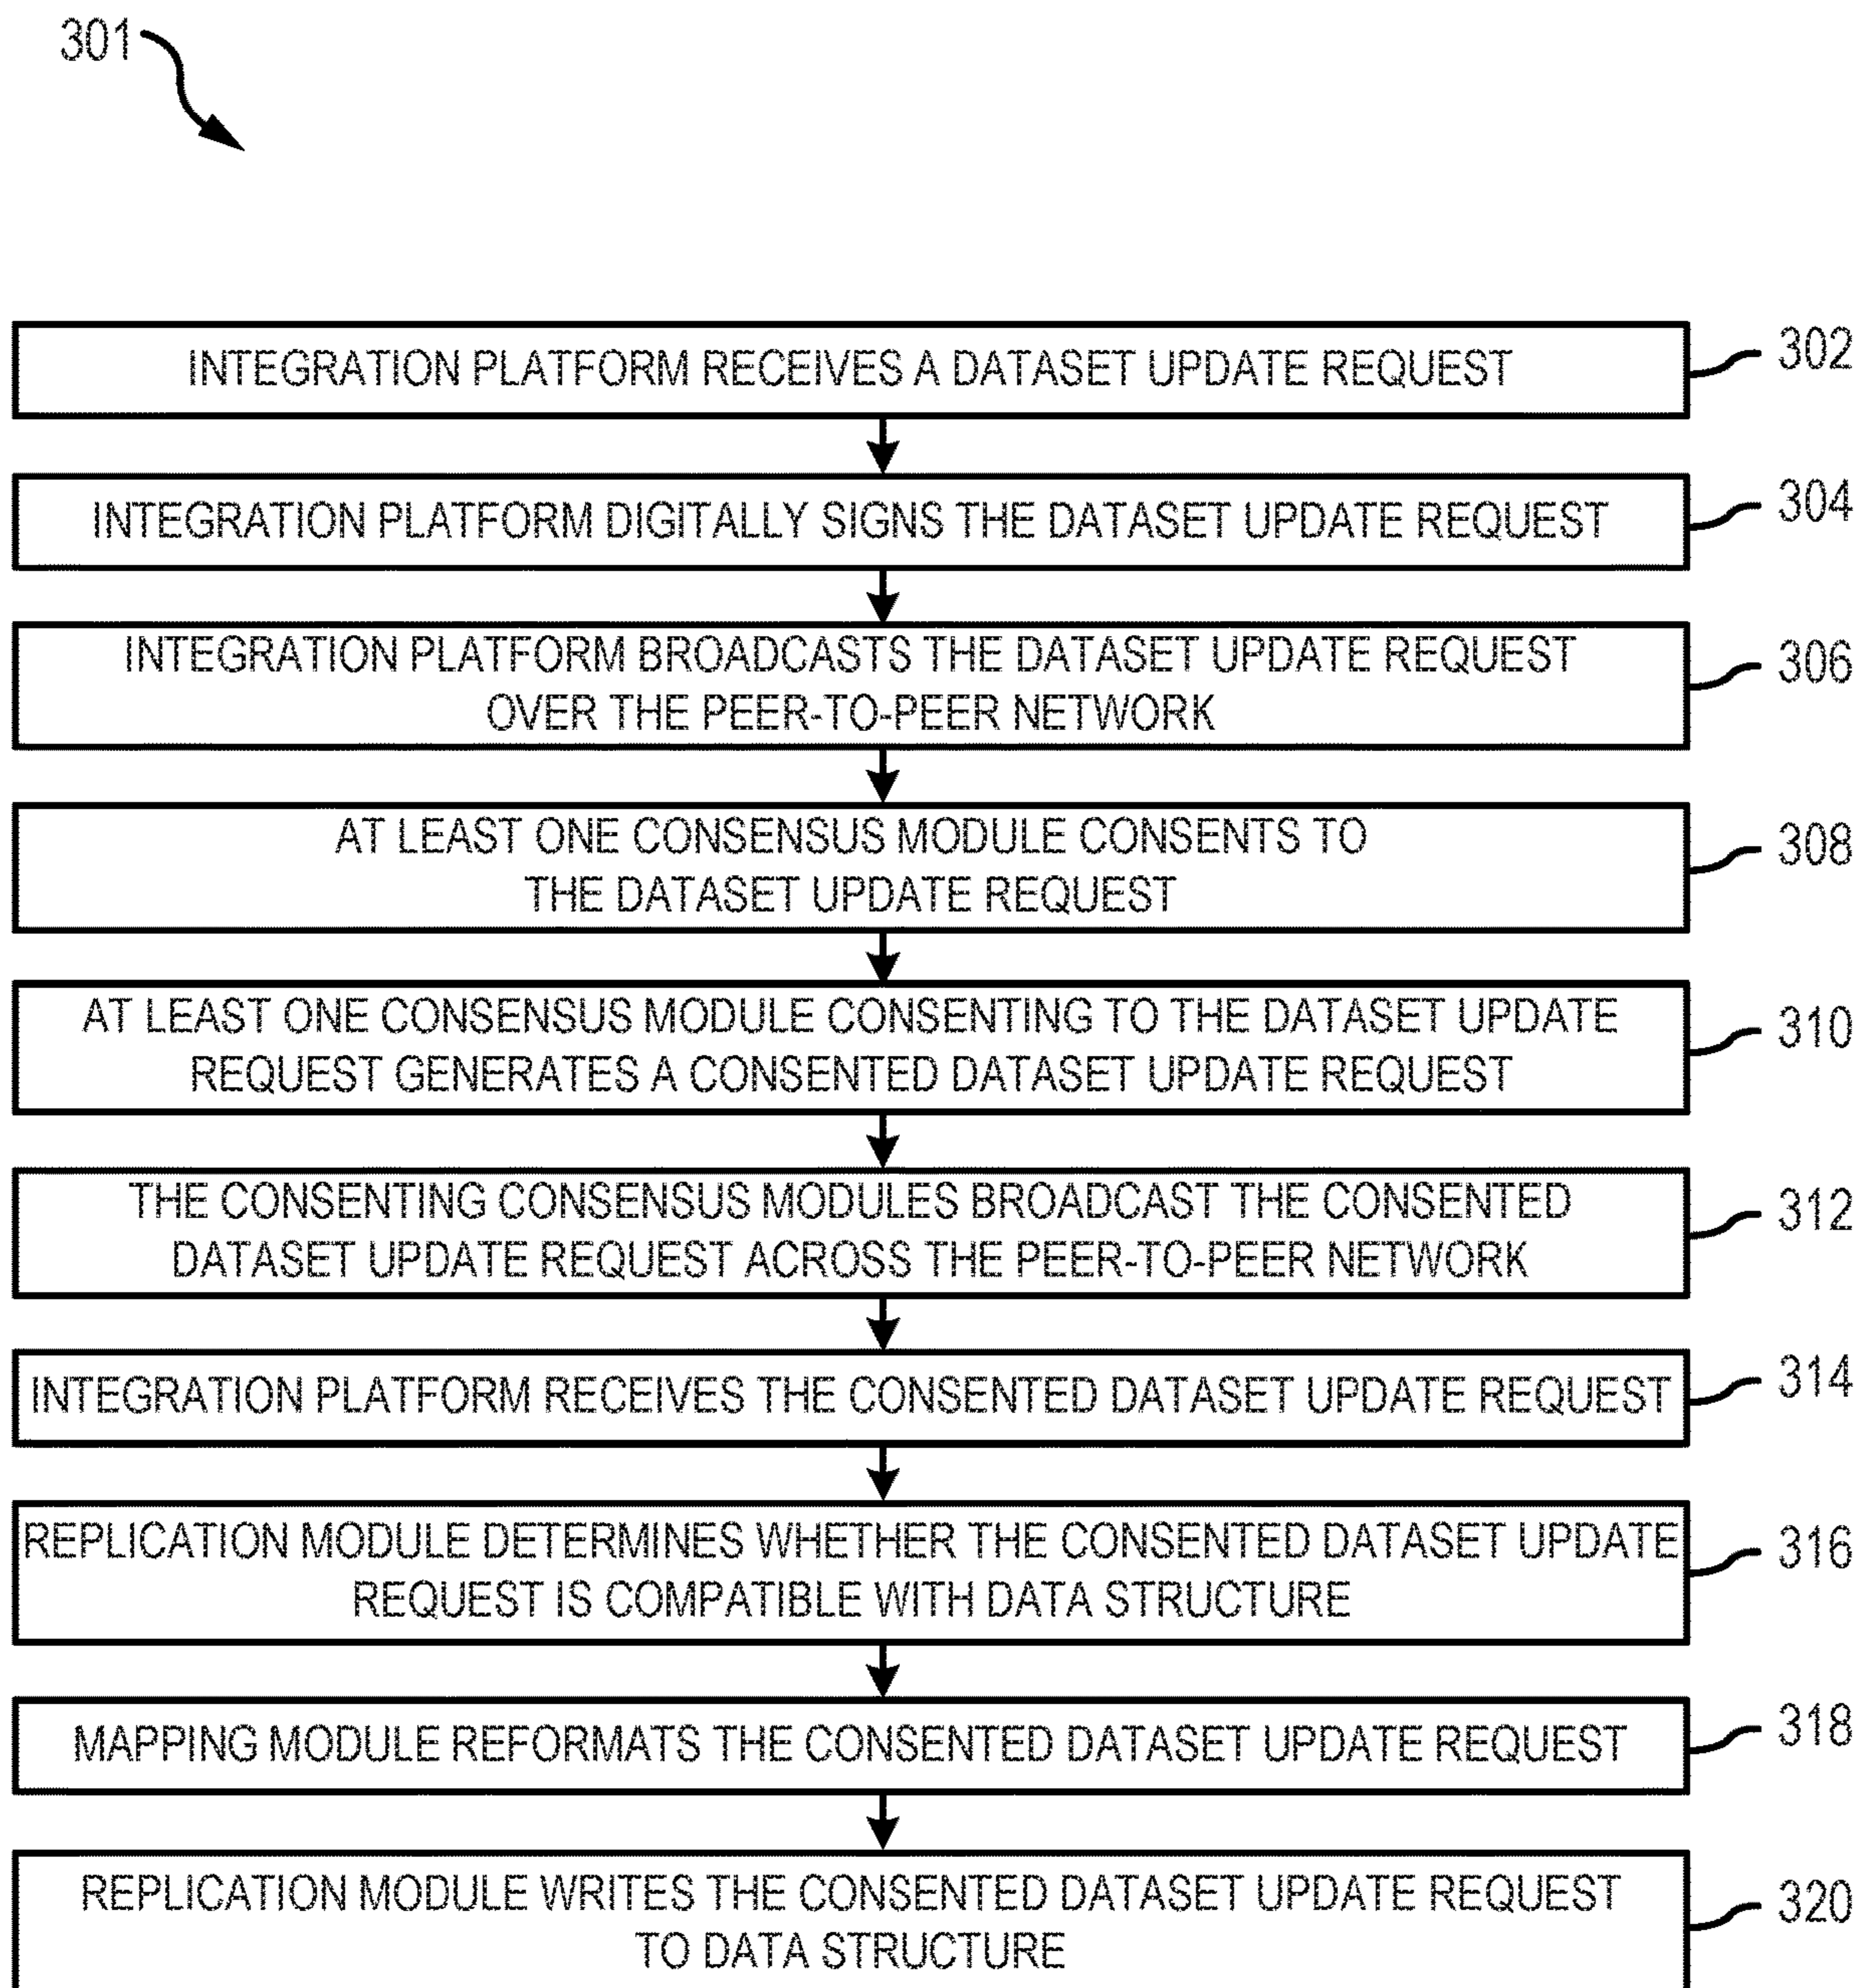 301
INTEGRATION PLATFORM RECEIVES A DATASET UPDATE REQUEST
302
INTEGRATION PLATFORM DIGITALLY SIGNS THE DATASET UPDATE REQUEST
304
INTEGRATION PLATFORM BROADCASTS THE DATASET UPDATE REQUEST
OVER THE PEER-TO-PEER NETWORK
306
AT LEAST ONE CONSENSUS MODULE CONSENTS TO
THE DATASET UPDATE REQUEST
308
AT LEAST ONE CONSENSUS MODULE CONSENTING TO THE DATASET UPDATE
REQUEST GENERATES A CONSENTED DATASET UPDATE REQUEST
310
THE CONSENTING CONSENSUS MODULES BROADCAST THE CONSENTED
DATASET UPDATE REQUEST ACROSS THE PEER-TO-PEER NETWORK
312
INTEGRATION PLATFORM RECEIVES THE CONSENTED DATASET UPDATE REQUEST
314
REPLICATION MODULE DETERMINES WHETHER THE CONSENTED DATASET UPDATE
REQUEST IS COMPATIBLE WITH DATA STRUCTURE
316
MAPPING MODULE REFORMATS THE CONSENTED DATASET UPDATE REQUEST
318
REPLICATION MODULE WRITES THE CONSENTED DATASET UPDATE REQUEST
TO DATA STRUCTURE
320